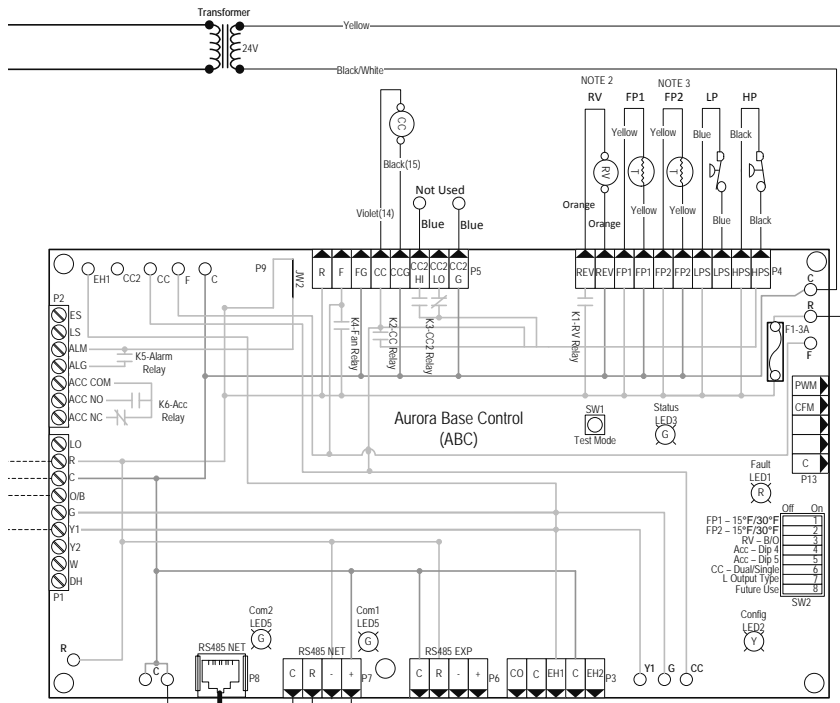 Transformer
24V
Yellow
Black/White
NOTE 2
NOTE 3
RV
FP1
FP2
LP
HP
CC
Yellow
Yellow
Blue
Black
RV
T
T
Black(15)
Violet(14)
Not Used
Blue
Blue
Orange
Orange
Yellow
Yellow
Blue
Black
EH1
CC2
CC
F
C
P9
JW2
R
F
FG
CC
CCG
CC2 HI
CC2 LO
CC2 G
P5
REV
REV
FP1
FP1
FP2
FP2
LPS
LPS
HPS
HPS
P4
C
R
F1-3A
F
P2
ES
LS
ALM
ALG
ACC COM
ACC NO
ACC NC
K5-Alarm
Relay
K6-Acc
Relay
K4-Fan Relay
K2-CC Relay
K3-CC2 Relay
K1-RV Relay
Aurora Base Control
(ABC)
SW1
Test Mode
Status
LED3
G
PWM
CFM
C
P13
LO
R
C
O/B
G
Y1
Y2
W
DH
P1
Fault
LED1
R
Off
On
FP1 – 15°F/30°F
1
FP2 – 15°F/30°F
2
RV – B/O
3
Acc – Dip 4
4
Acc – Dip 5
5
CC – Dual/Single
6
L Output Type
7
Future Use
8
SW2
Config
LED2
Y
Com2
LED5
G
Com1
LED5
G
R
C
RS485 NET
P8
RS485 NET
C
R
-
+
P7
RS485 EXP
C
R
-
+
P6
CO
C
EH1
C
EH2
P3
Y1
G
CC